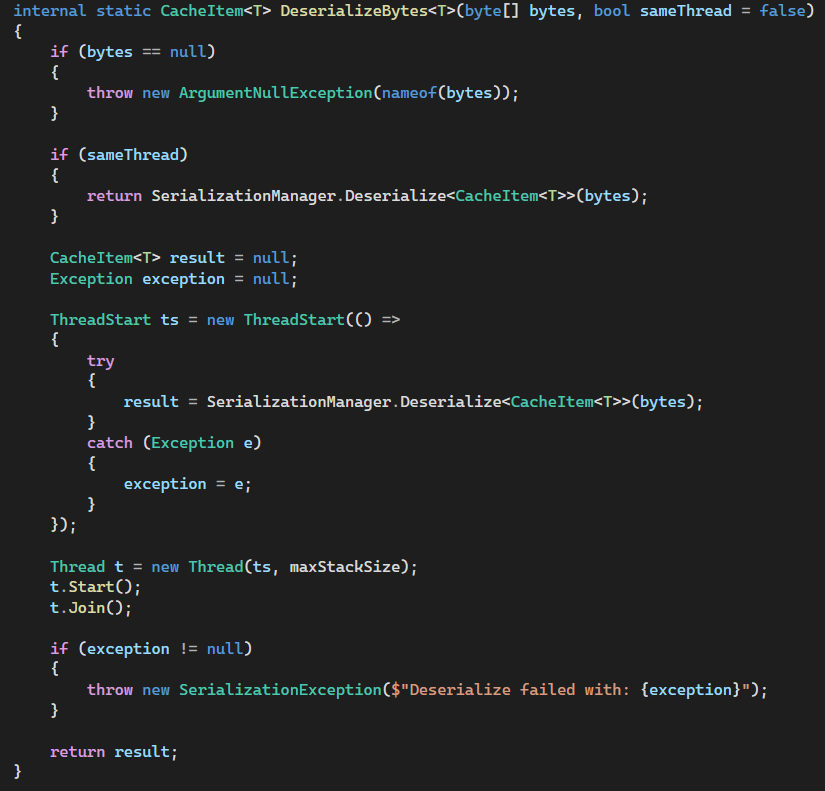 internal static CacheItem<T> DeserializeBytes<T>(byte[] bytes, bool sameThread = false)
{
    if (bytes == null)
    {
        throw new ArgumentNullException(nameof(bytes));
    }

    if (sameThread)
    {
        return SerializationManager.Deserialize<CacheItem<T>>(bytes);
    }

    CacheItem<T> result = null;
    Exception exception = null;

    ThreadStart ts = new ThreadStart(() =>
    {
        try
        {
            result = SerializationManager.Deserialize<CacheItem<T>>(bytes);
        }
        catch (Exception e)
        {
            exception = e;
        }
    });

    Thread t = new Thread(ts, maxStackSize);
    t.Start();
    t.Join();

    if (exception != null)
    {
        throw new SerializationException($"Deserialize failed with: {exception}");
    }

    return result;
}